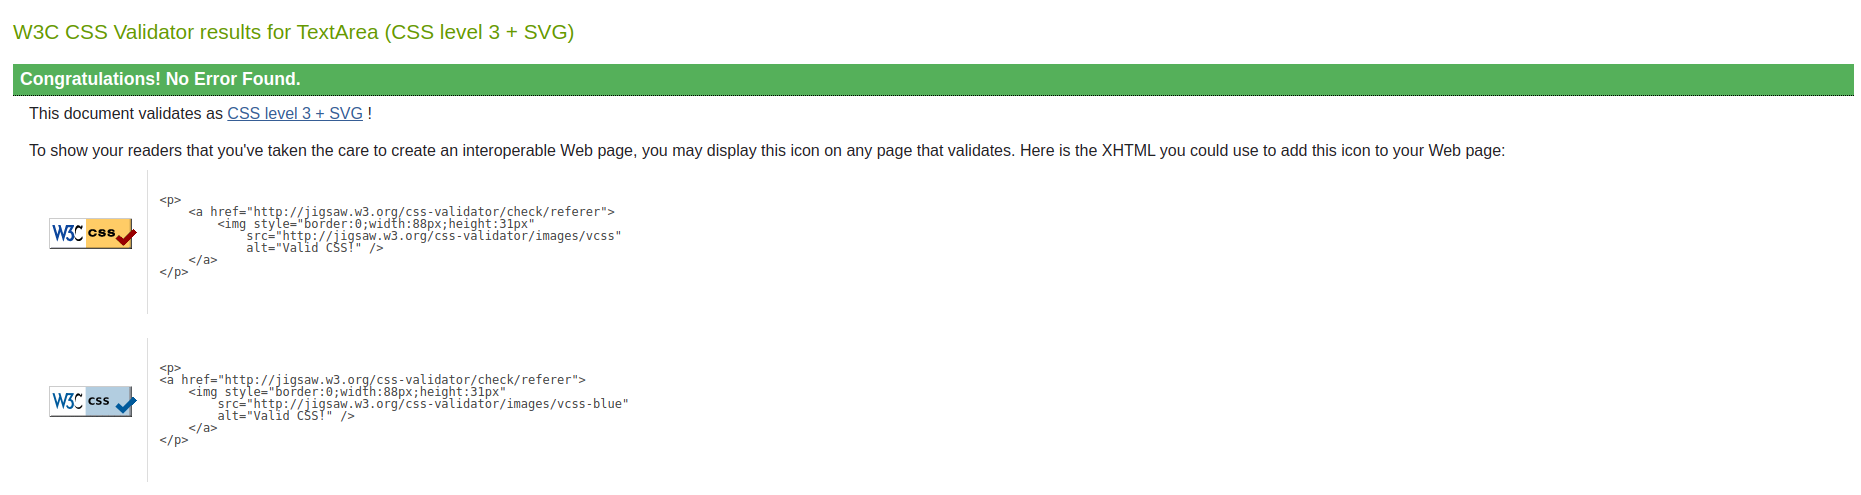 W3C CSS Validator results for TextArea (CSS level 3 + SVG)
Congratulations! No Error Found.
This document validates as CSS level 3 + SVG !
To show your readers that you've taken the care to create an interoperable Web page, you may display this icon on any page that validates. Here is the XHTML you could use to add this icon to your Web page:
W3C css
<p>
    <a href="http://jigsaw.w3.org/css-validator/check/referer">
        <img style="border:0;width:88px;height:31px"
            src="http://jigsaw.w3.org/css-validator/images/vcss"
            alt="Valid CSS!" />
    </a>
</p>
W3C css
<p>
<a href="http://jigsaw.w3.org/css-validator/check/referer">
    <img style="border:0;width:88px;height:31px"
        src="http://jigsaw.w3.org/css-validator/images/vcss-blue"
        alt="Valid CSS!" />
    </a>
</p>